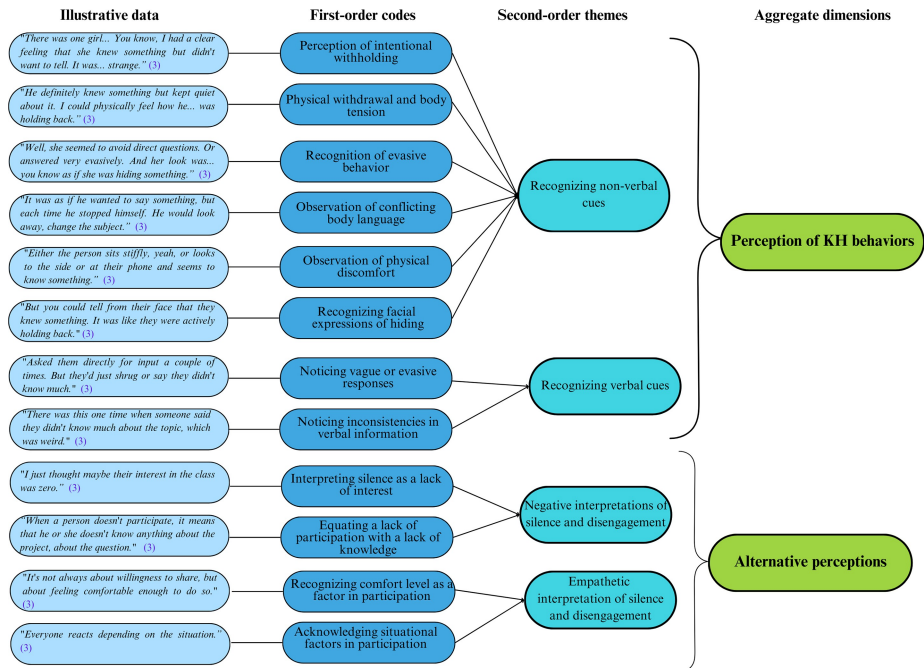 Illustrative data
First-order codes
Second-order themes
Aggregate dimensions
"There was one girl... You know, I had a clear
feeling that she knew something but didn't
want to tell. It was... strange.” (3)
Perception of intentional
withholding
"He definitely knew something but kept quiet
about it. I could physically feel how he... was
holding back.” (3)
Physical withdrawal and body
tension
"Well, she seemed to avoid direct questions. Or
answered very evasively. And her look was...
you know as if she was hiding something.” (3)
Recognition of evasive
behavior
"It was as if he wanted to say something, but
each time he stopped himself. He would look
away, change the subject.” (3)
Observation of conflicting
body language
"Either the person sits stiffly, yeah, or looks
to the side or at their phone and seems to
know something.” (3)
Observation of physical
discomfort
"But you could tell from their face that they
knew something. It was like they were actively
holding back." (3)
Recognizing facial
expressions of hiding
Recognizing non-verbal
cues
"Asked them directly for input a couple of
times. But they'd just shrug or say they didn't
know much." (3)
Noticing vague or evasive
responses
"There was this one time when someone said
they didn't know much about the topic, which
was weird." (3)
Noticing inconsistencies in
verbal information
Recognizing verbal cues
Perception of KH behaviors
"I just thought maybe their interest in the class
was zero.” (3)
Interpreting silence as a lack
of interest
"When a person doesn't participate, it means
that he or she doesn't know anything about the
project, about the question." (3)
Equating a lack of
participation with a lack of
knowledge
Negative interpretations of
silence and disengagement
"It's not always about willingness to share, but
about feeling comfortable enough to do so."
(3)
Recognizing comfort level as a
factor in participation
"Everyone reacts depending on the situation.”
(3)
Acknowledging situational
factors in participation
Empathetic
interpretation of silence
and disengagement
Alternative perceptions